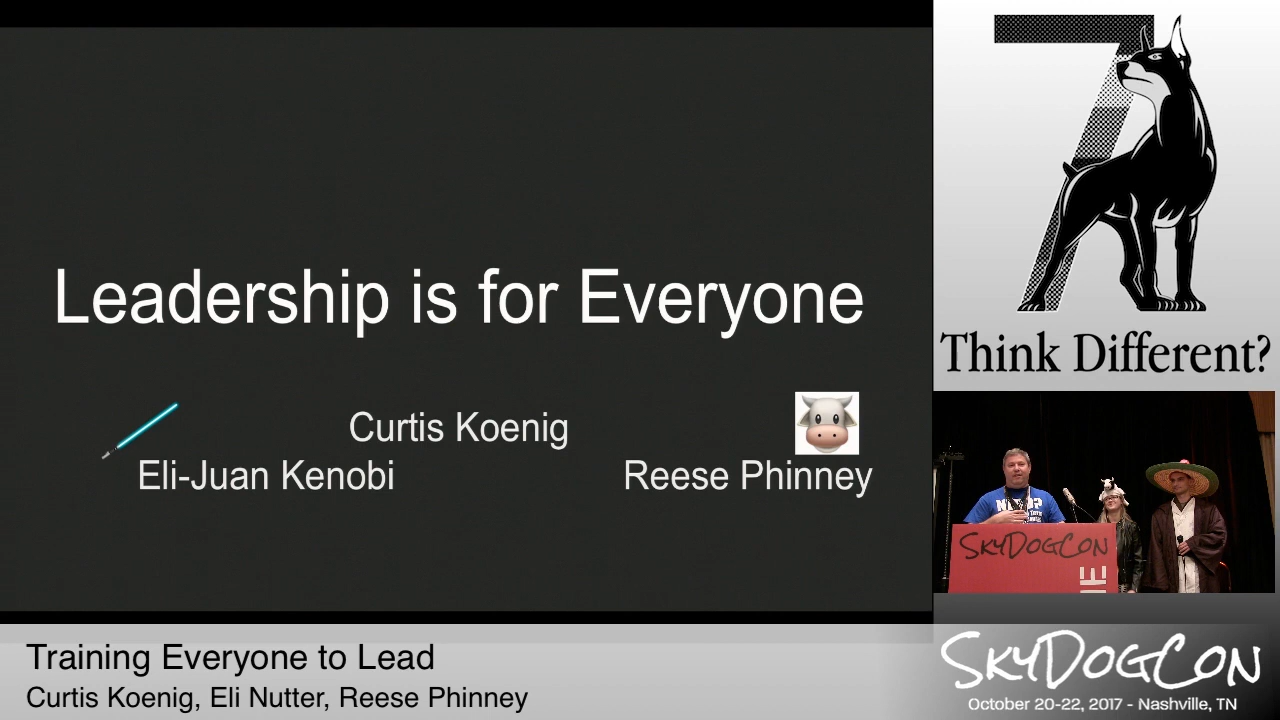 Leadership is for Everyone
Curtis Koenig
Eli-Juan Kenobi
Reese Phinney
7
Think Different?
SKYDOGCON
Training Everyone to Lead
Curtis Koenig, Eli Nutter, Reese Phinney
SKYDOGCON
October 20-22, 2017 - Nashville, TN